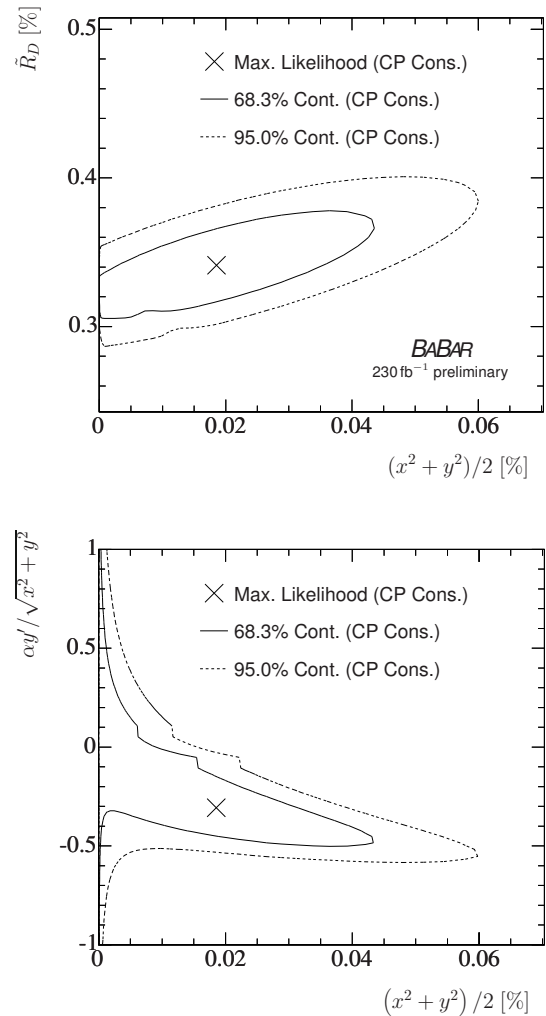 R̃_D [%]
0.5
× Max. Likelihood (CP Cons.)
68.3% Cont. (CP Cons.)
95.0% Cont. (CP Cons.)
0.4
0.3
BABAR
230 fb⁻¹ preliminary
0 0.02 0.04 0.06
(x² + y²)/2 [%]
αy′/√x² + y²
1
× Max. Likelihood (CP Cons.)
68.3% Cont. (CP Cons.)
0.5
95.0% Cont. (CP Cons.)
0
-0.5
-1
0 0.02 0.04 0.06
(x² + y²)/2 [%]